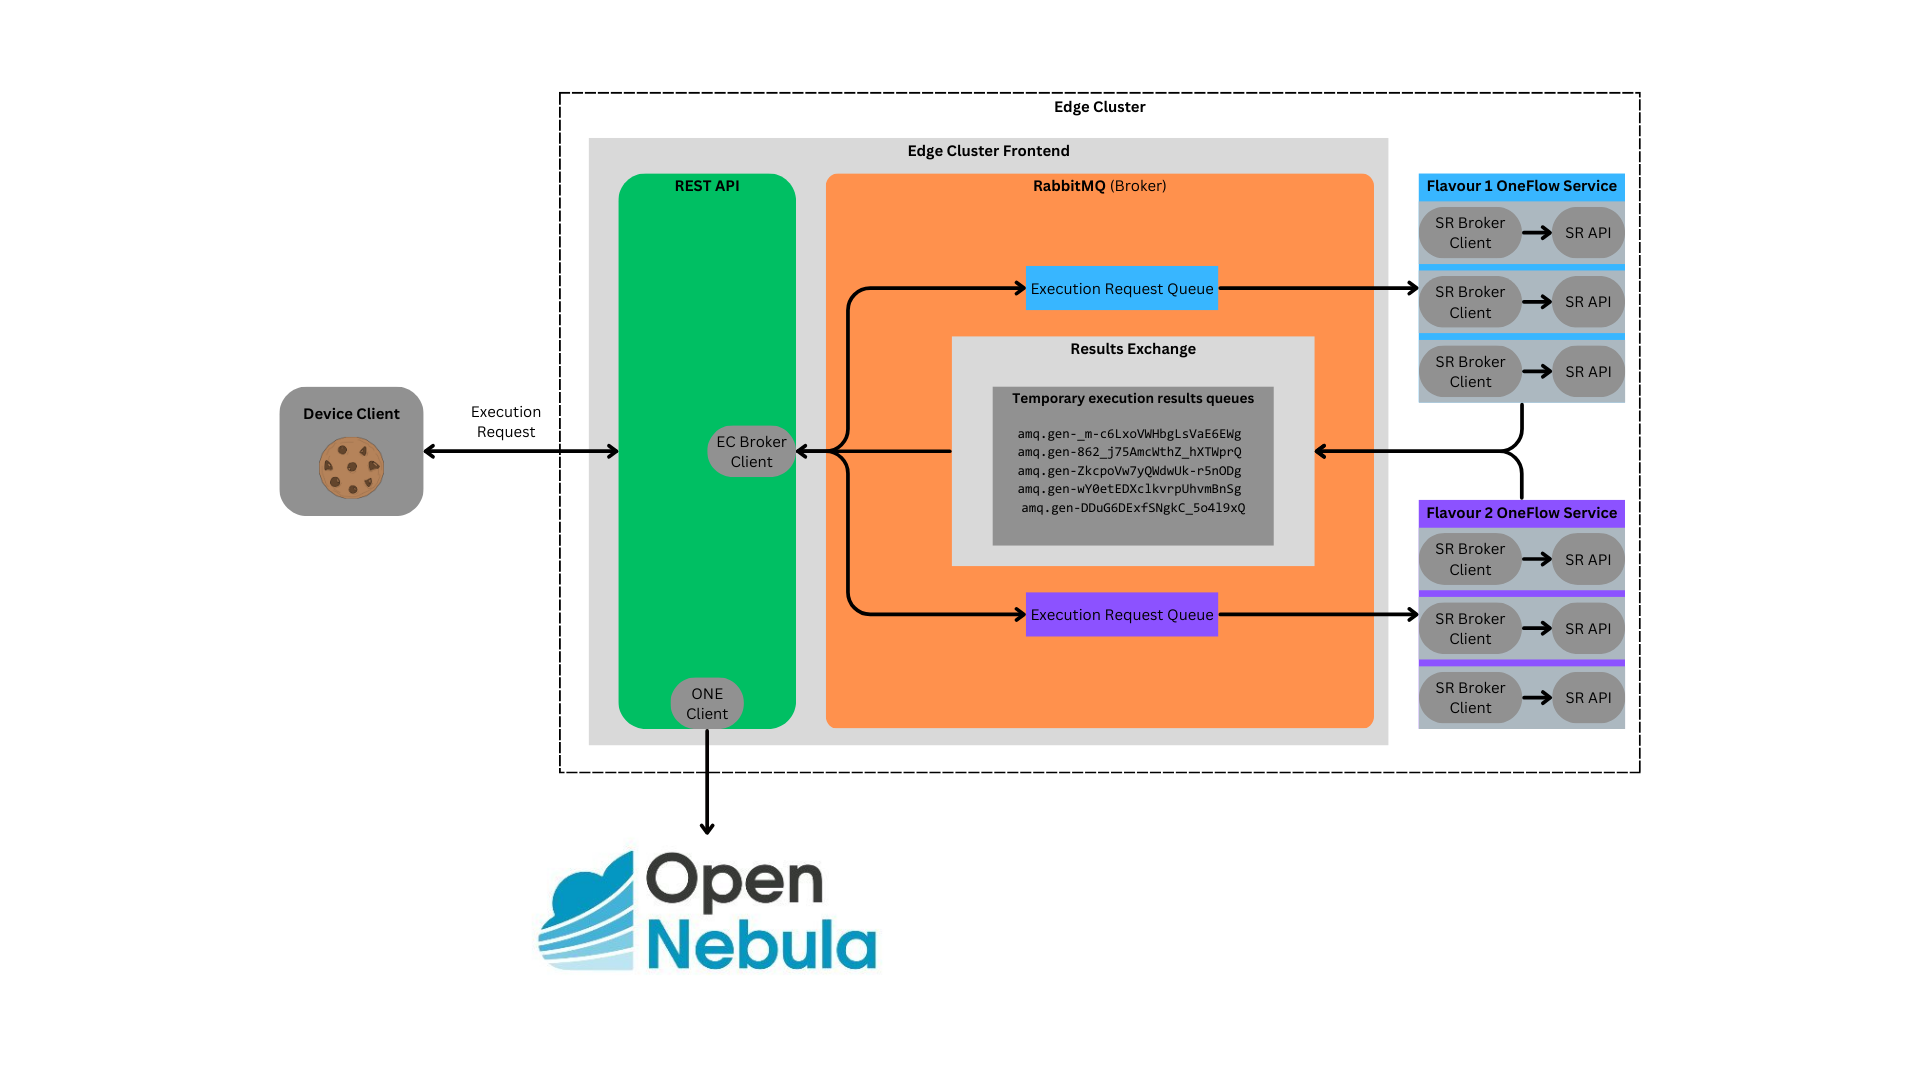 Edge Cluster
Edge Cluster Frontend
REST API
RabbitMQ (Broker)
Flavour 1 OneFlow Service
SR Broker
Client
SR API
SR Broker
Client
SR API
SR Broker
Client
SR API
Execution Request Queue
Results Exchange
Temporary execution results queues
amq.gen-_m-c6LxoVWHbgLsVaE6EWg
amq.gen-862_j75AmcWthZ_hXTWprQ
amq.gen-ZkcpoVw7yQWdwUk-r5nODg
amq.gen-wY0etEDXclkvrpUhvmBnSg
amq.gen-DDuG6DExfSNgkC_5o4l9xQ
Device Client
Execution
Request
EC Broker
Client
Flavour 2 OneFlow Service
SR Broker
Client
SR API
SR Broker
Client
SR API
SR Broker
Client
SR API
Execution Request Queue
ONE
Client
Open
Nebula